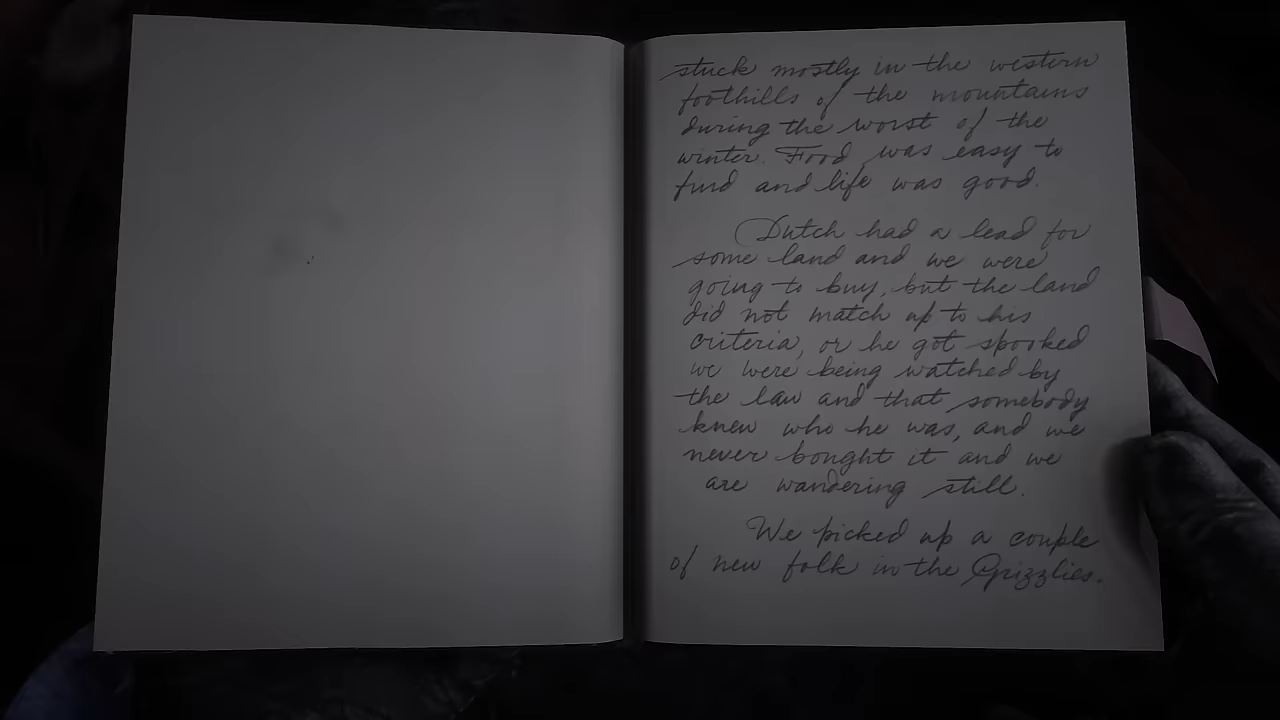 stuck mostly in the western
foothills of the mountains
during the worst of the
winter. Food was easy to
find and life was good.
Dutch had a lead for
some land and we were
going to buy, but the land
did not match up to his
criteria, or he got spooked
we were being watched by
the law and that somebody
knew who he was, and we
never bought it and we
are wandering still.
We picked up a couple
of new folk in the Grizzlies.